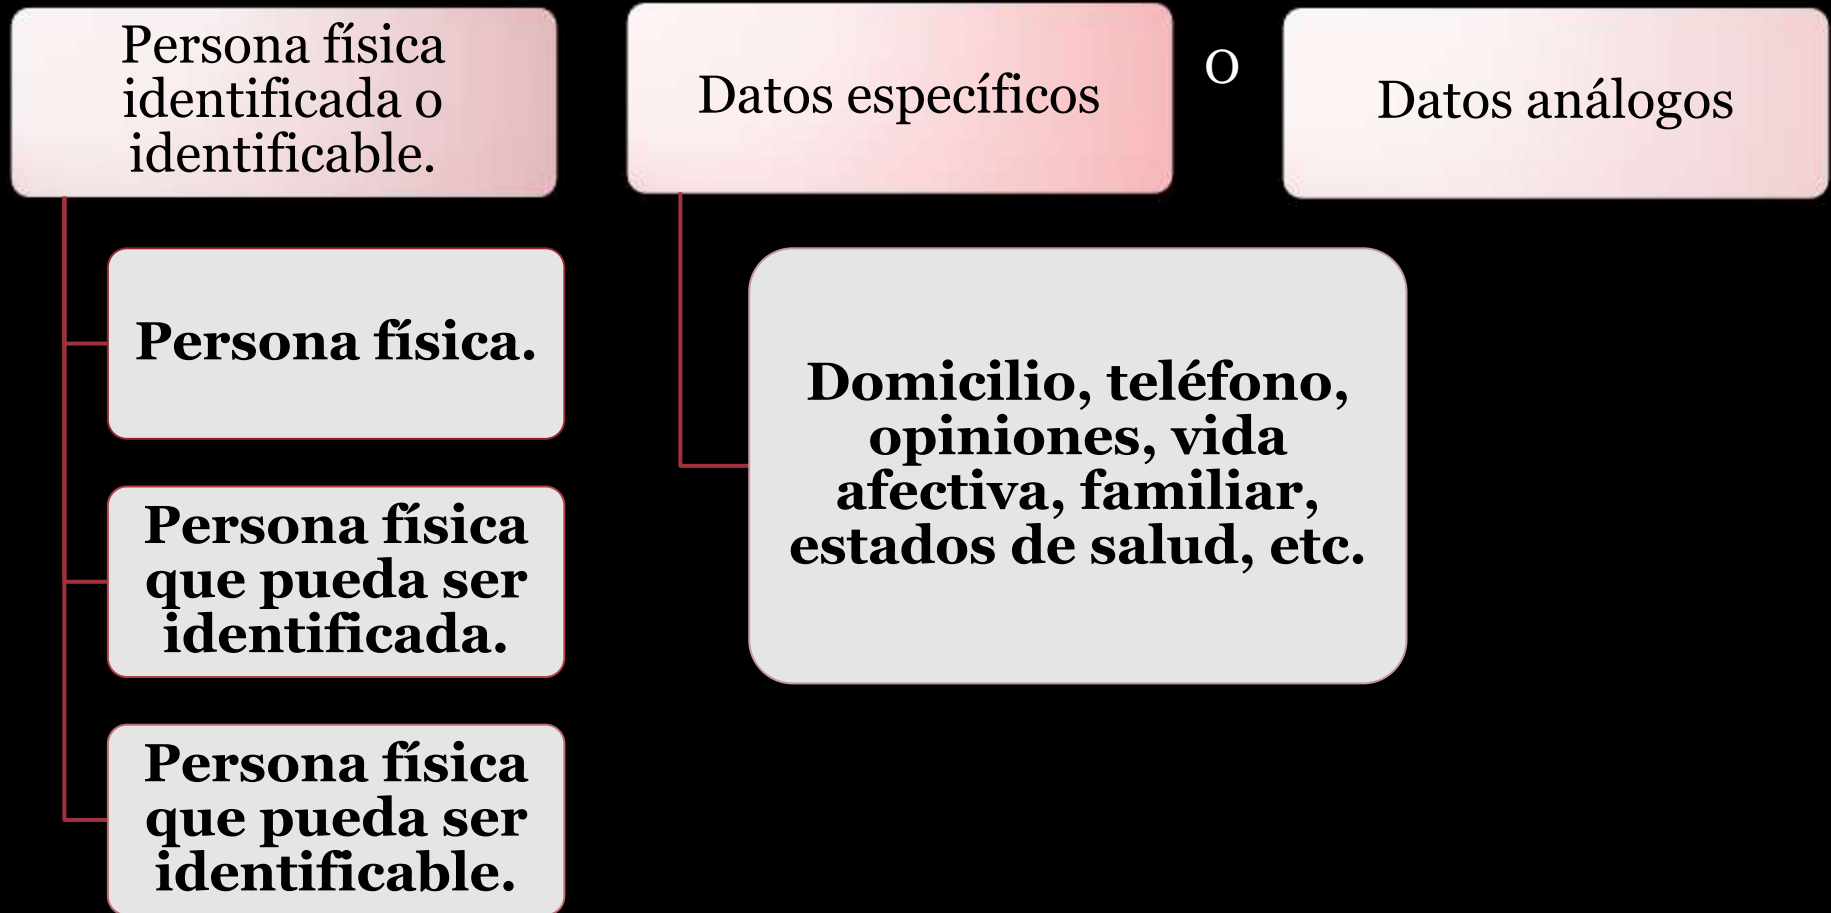 Persona física
identificada o
identificable.
Persona física.
Persona física
que pueda ser
identificada.
Persona física
que pueda ser
identificable.
Datos específicos
Domicilio, teléfono,
opiniones, vida
afectiva, familiar,
estados de salud, etc.
O
Datos análogos